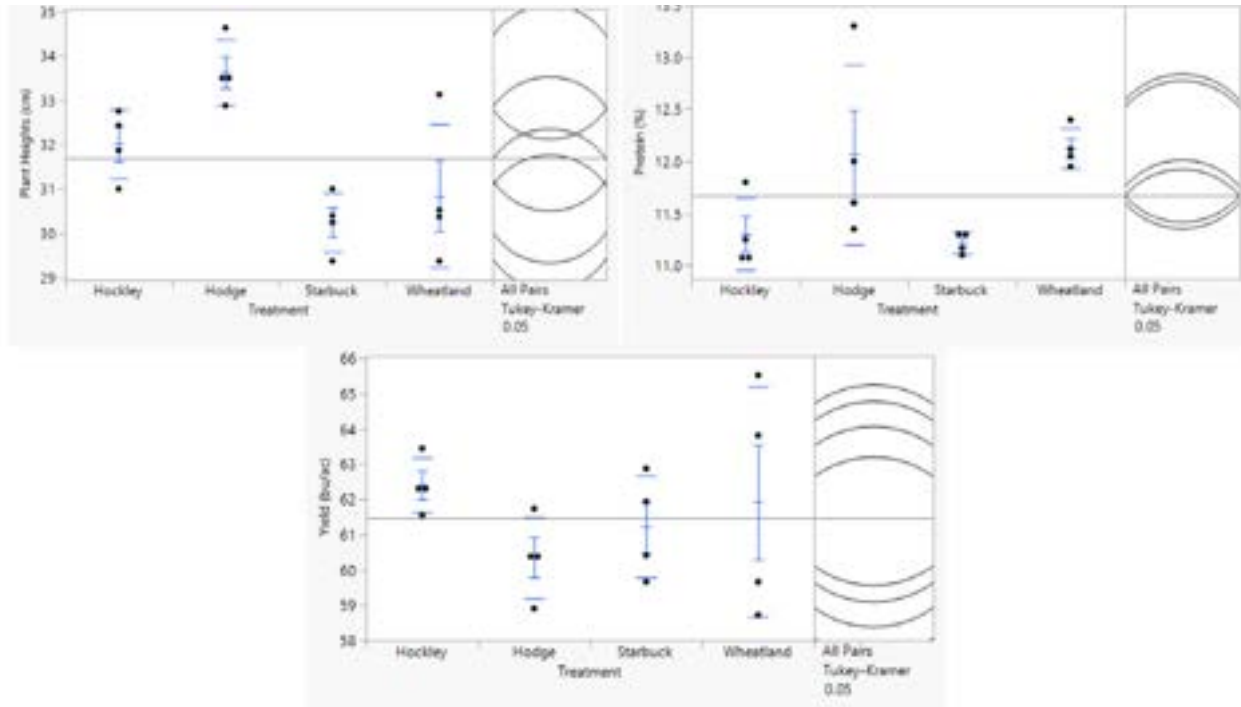 35
34
33
32
31
30
29
Plant Heights (cm)
Hockley Hodge Starbuck Wheatland
Treatment
All Pairs
Tukey-Kramer
0.05
13.5
13.0
12.5
12.0
11.5
11.0
Protein (%)
Hockley Hodge Starbuck Wheatland
Treatment
All Pairs
Tukey-Kramer
0.05
66
65
64
63
62
61
60
59
58
Yield (bu/ac)
Hockley Hodge Starbuck Wheatland
Treatment
All Pairs
Tukey-Kramer
0.05